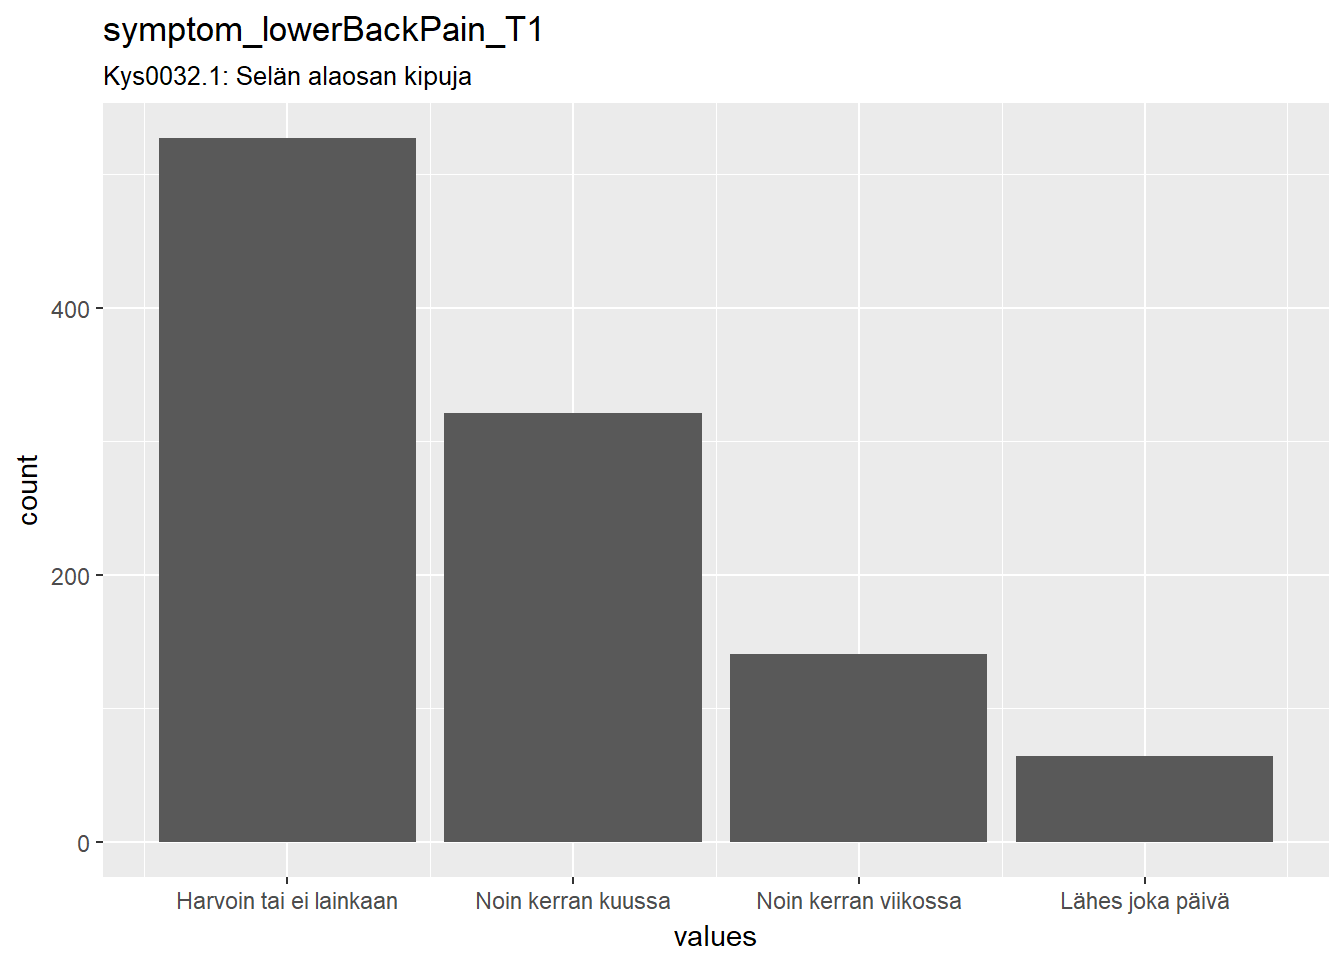 symptom_lowerBackPain_T1
Kys0032.1: Selän alaosan kipuja
count
400
200
0
Harvoin tai ei lainkaan
Noin kerran kuussa
Noin kerran viikossa
Lähes joka päivä
values